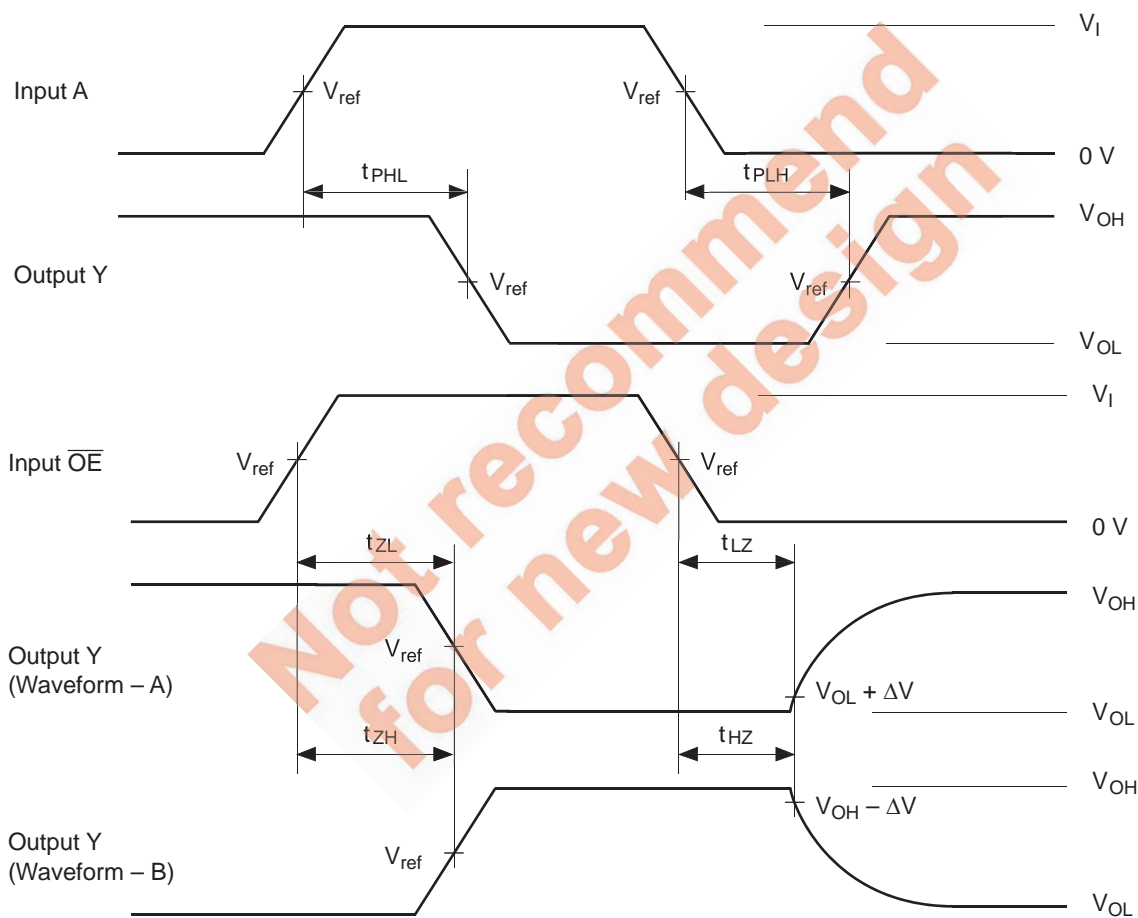 V_I
Input A
V_ref
V_ref
0 V
t_PHL
t_PLH
V_OH
Output Y
V_ref
V_ref
V_OL
V_I
Input O̅E̅
V_ref
V_ref
0 V
t_ZL
t_LZ
V_OH
Output Y
(Waveform – A)
V_ref
V_OL + ΔV
V_OL
t_ZH
t_HZ
V_OH
V_OH – ΔV
Output Y
(Waveform – B)
V_ref
V_OL
Not recommend
for new design